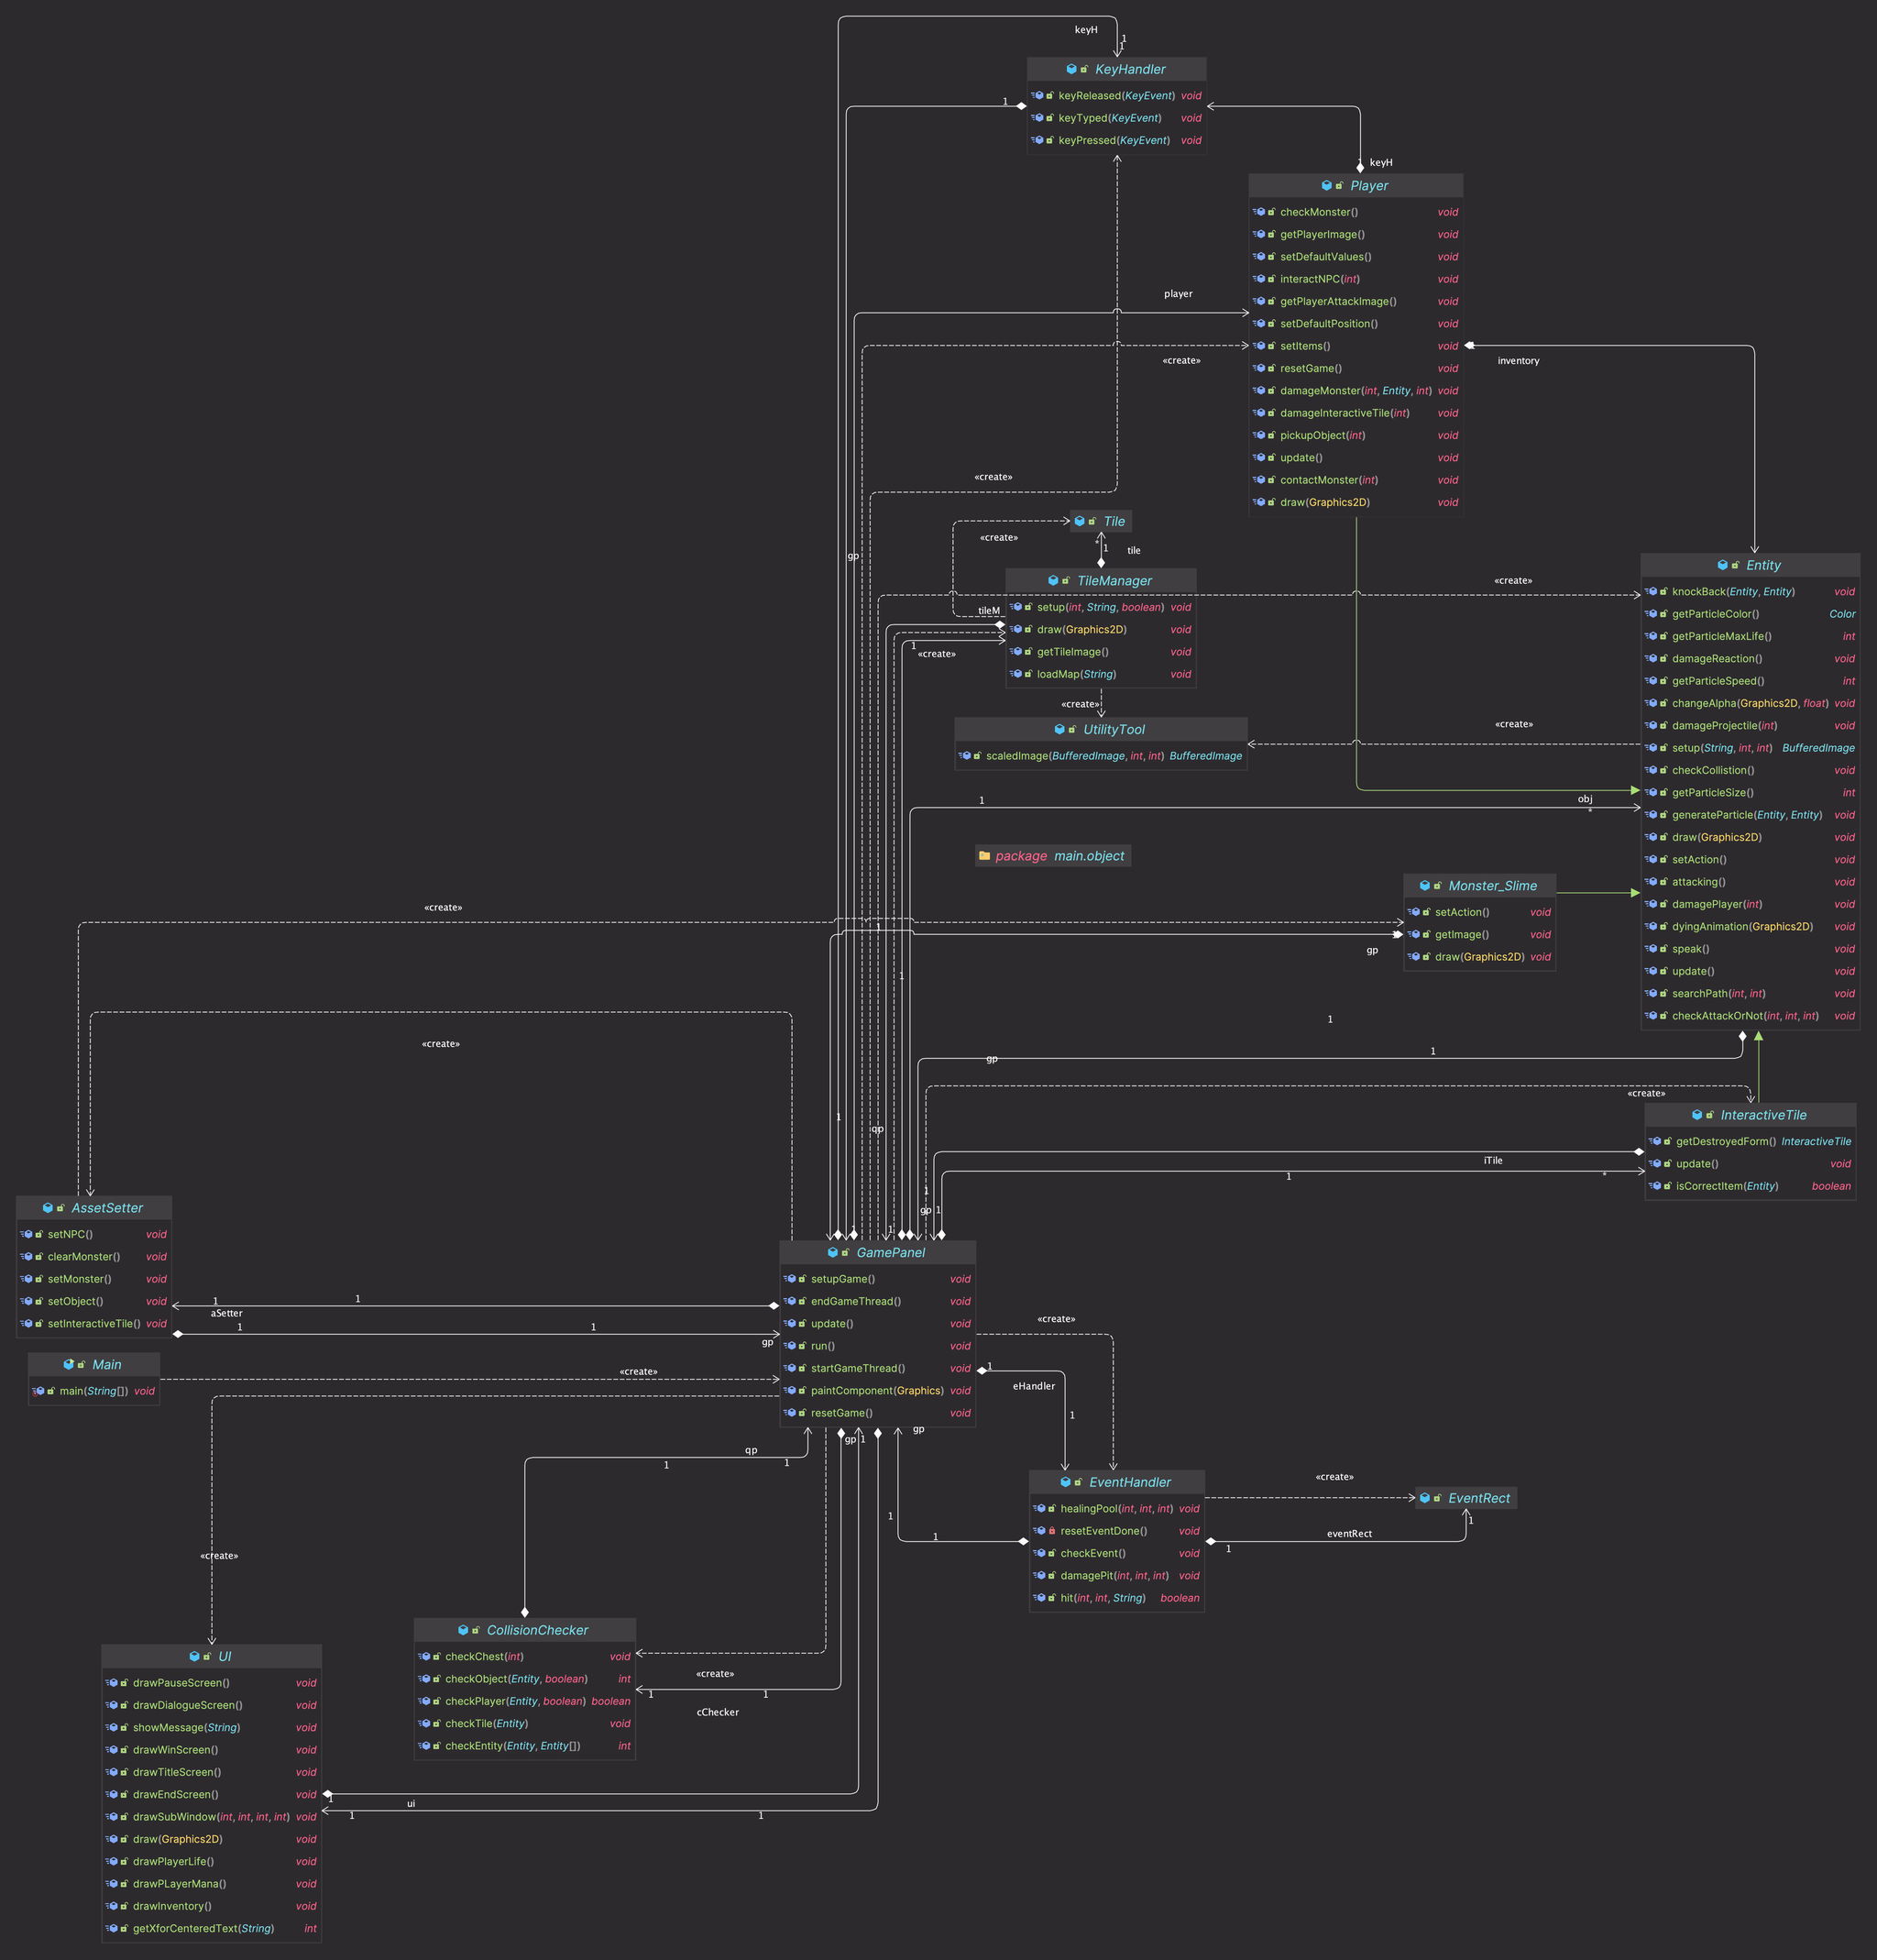 keyH
1
1
KeyHandler
keyReleased(KeyEvent) void
1
keyTyped(KeyEvent) void
keyPressed(KeyEvent) void
keyH
Player
checkMonster() void
getPlayerImage() void
setDefaultValues() void
interactNPC(int) void
player
getPlayerAttackImage() void
setDefaultPosition() void
setItems() void
«create»
inventory
resetGame() void
damageMonster(int, Entity, int) void
damageInteractiveTile(int) void
pickupObject(int) void
update() void
«create»
contactMonster(int) void
draw(Graphics2D) void
Tile
«create»
*
1
tile
gp
Entity
knockBack(Entity, Entity) void
getParticleColor() Color
getParticleMaxLife() int
damageReaction() void
getParticleSpeed() int
changeAlpha(Graphics2D, float) void
damageProjectile(int) void
setup(String, int, int) BufferedImage
checkCollistion() void
getParticleSize() int
generateParticle(Entity, Entity) void
draw(Graphics2D) void
setAction() void
attacking() void
damagePlayer(int) void
dyingAnimation(Graphics2D) void
speak() void
update() void
searchPath(int, int) void
checkAttackOrNot(int, int, int) void
TileManager
«create»
tileM
setup(int, String, boolean) void
draw(Graphics2D) void
1
«create»
getTileImage() void
loadMap(String) void
«create»
UtilityTool
scaledImage(BufferedImage, int, int) BufferedImage
«create»
1
obj
*
package main.object
Monster_Slime
setAction() void
getImage() void
draw(Graphics2D) void
«create»
1
gp
1
1
«create»
gp
1
1
gp
«create»
InteractiveTile
getDestroyedForm() InteractiveTile
update() void
isCorrectItem(Entity) boolean
iTile
1
*
1
gp
1
1
1
AssetSetter
setNPC() void
clearMonster() void
setMonster() void
setObject() void
setInteractiveTile() void
1
1
aSetter
1
1
gp
GamePanel
setupGame() void
endGameThread() void
update() void
run() void
startGameThread() void
paintComponent(Graphics) void
resetGame() void
Main
main(String[]) void
«create»
«create»
1
eHandler
1
gp
gp
1
gp
1
1
1
1
EventHandler
healingPool(int, int, int) void
resetEventDone() void
checkEvent() void
damagePit(int, int, int) void
hit(int, int, String) boolean
«create»
EventRect
1
eventRect
1
«create»
CollisionChecker
checkChest(int) void
checkObject(Entity, boolean) int
checkPlayer(Entity, boolean) boolean
checkTile(Entity) void
checkEntity(Entity, Entity[]) int
«create»
1
1
cChecker
UI
drawPauseScreen() void
drawDialogueScreen() void
showMessage(String) void
drawWinScreen() void
drawTitleScreen() void
drawEndScreen() void
drawSubWindow(int, int, int, int) void
draw(Graphics2D) void
drawPlayerLife() void
drawPLayerMana() void
drawInventory() void
getXforCenteredText(String) int
1
ui
1
1